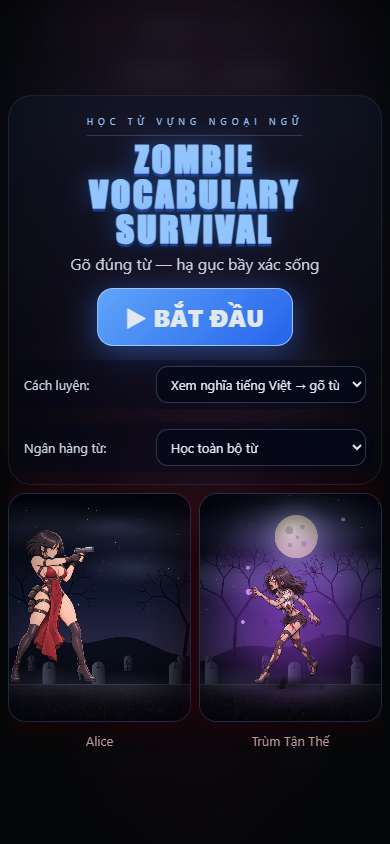 HỌC TỪ VỰNG NGOẠI NGỮ
ZOMBIE
VOCABULARY
SURVIVAL
Gõ đúng từ — hạ gục bầy xác sống
▶ BẮT ĐẦU
Cách luyện:
Xem nghĩa tiếng Việt → gõ từ
Ngân hàng từ:
Học toàn bộ từ
Alice
Trùm Tận Thế